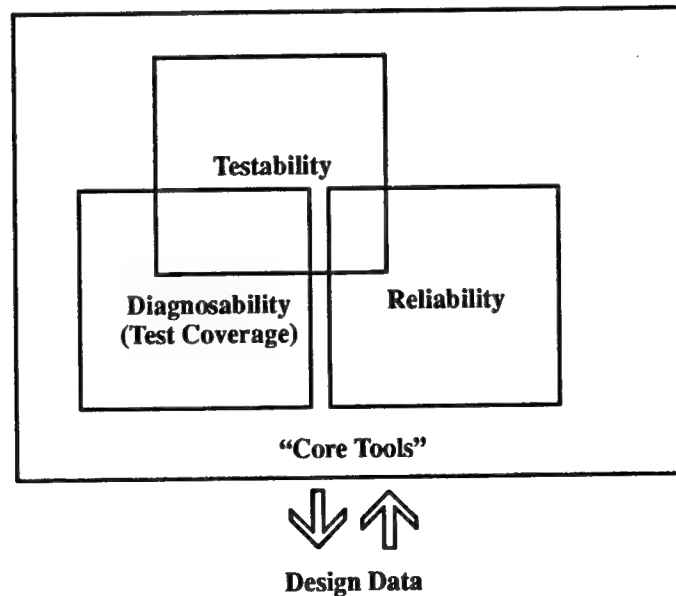 Testability
Diagnosability
(Test Coverage)
Reliability
“Core Tools”
Design Data